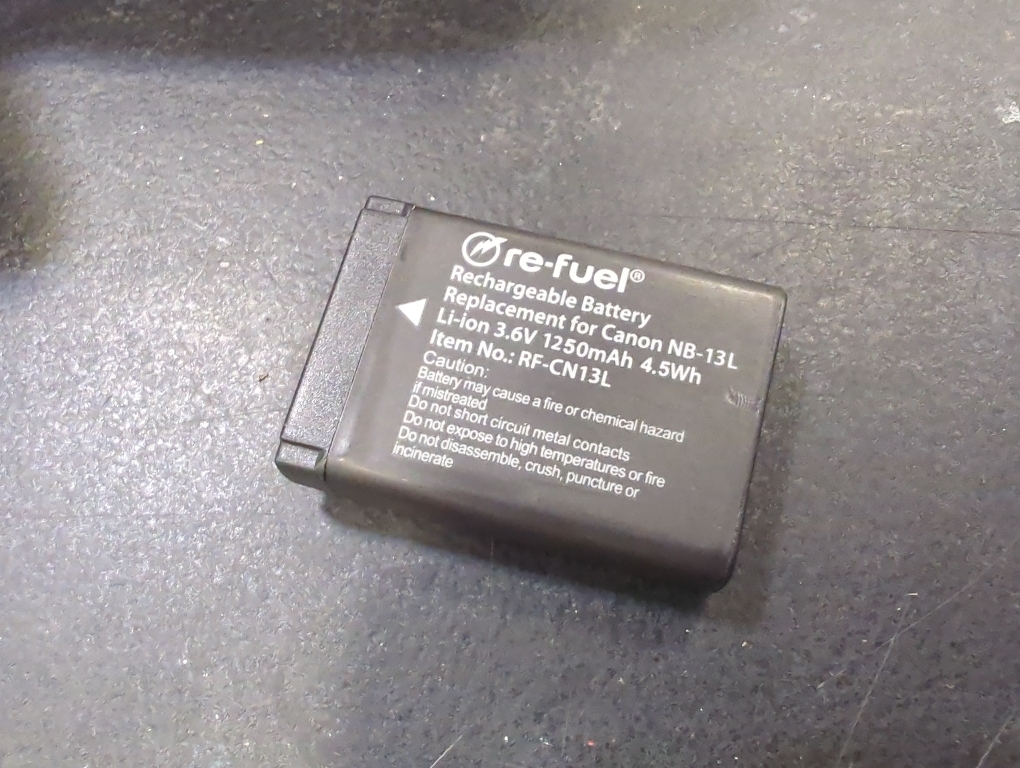 re-fuel®
Rechargeable Battery
Replacement for Canon NB-13L
Li-ion 3.6V 1250mAh 4.5Wh
Item No.: RF-CN13L
Caution:
Battery may cause a fire or chemical hazard
if mistreated
Do not short circuit metal contacts
Do not expose to high temperatures or fire
Do not disassemble, crush, puncture or
incinerate